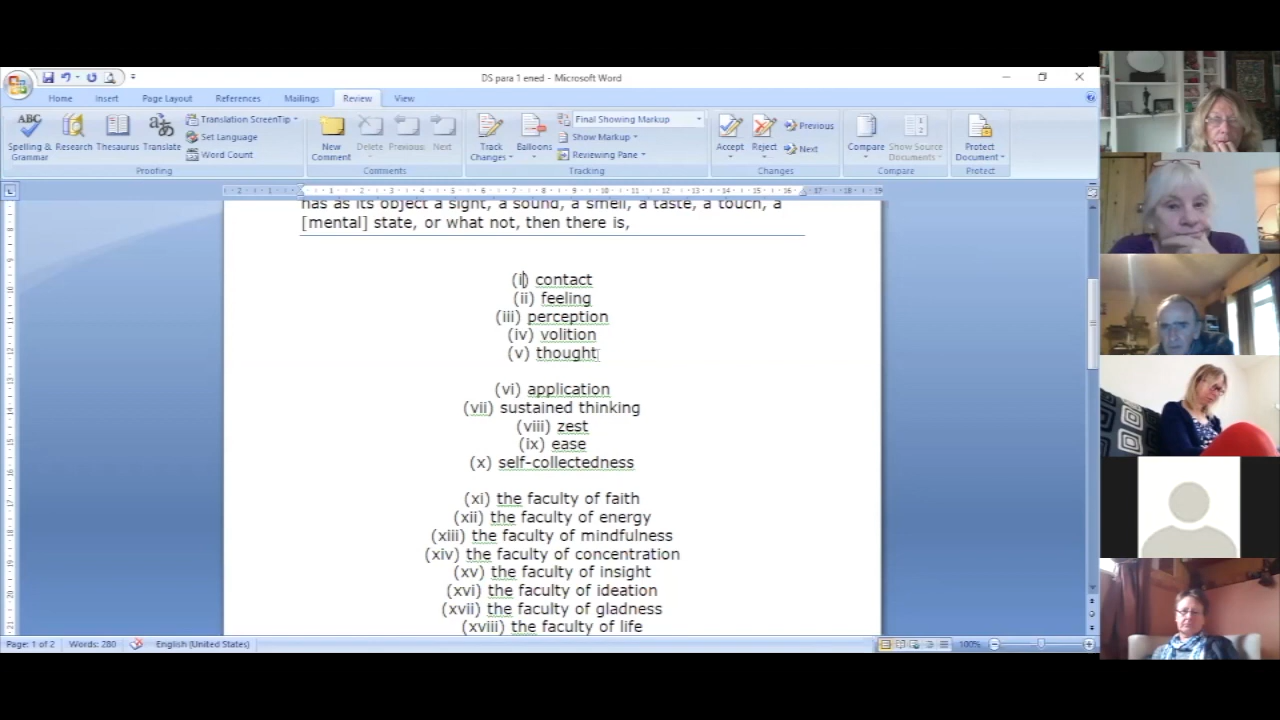 DS para 1 ened - Microsoft Word
Home Insert Page Layout References Mailings Review View
ABC Spelling & Grammar
Research
Thesaurus
Translate
Translation ScreenTip
Set Language
Word Count
Proofing
New Comment
Delete
Previous
Next
Comments
Track Changes
Balloons
Final Showing Markup
Show Markup
Reviewing Pane
Tracking
Accept
Reject
Previous
Next
Changes
Compare
Show Source Documents
Compare
Protect Document
Protect
has as its object a sight, a sound, a smell, a taste, a touch, a
[mental] state, or what not, then there is,
(i) contact
(ii) feeling
(iii) perception
(iv) volition
(v) thought
(vi) application
(vii) sustained thinking
(viii) zest
(ix) ease
(x) self-collectedness
(xi) the faculty of faith
(xii) the faculty of energy
(xiii) the faculty of mindfulness
(xiv) the faculty of concentration
(xv) the faculty of insight
(xvi) the faculty of ideation
(xvii) the faculty of gladness
(xviii) the faculty of life
Page: 1 of 2 Words: 280 English (United States) 100%